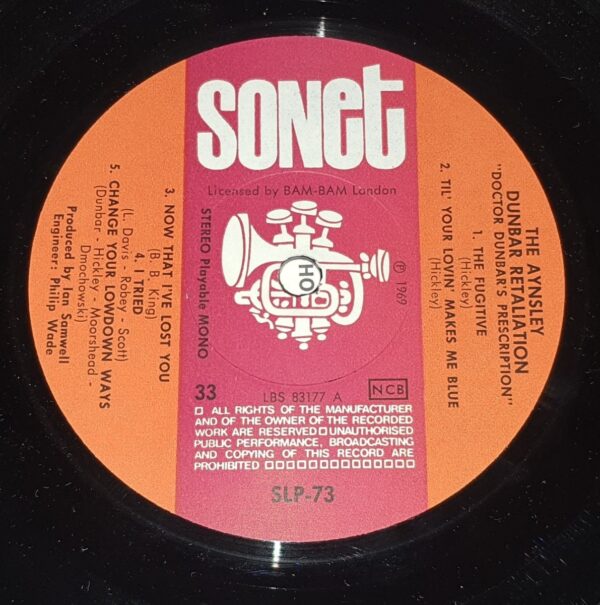 SONET
Licensed by BAM-BAM London
STEREO Playable MONO
℗ 1969
HO
33
LBS 83177 A
NCB
□ ALL RIGHTS OF THE MANUFACTURER
AND OF THE OWNER OF THE RECORDED
WORK ARE RESERVED □ UNAUTHORISED
PUBLIC PERFORMANCE, BROADCASTING
AND COPYING OF THIS RECORD ARE
PROHIBITED □□□□□□□□□□□□□
SLP-73
THE AYNSLEY
DUNBAR RETALIATION
"DOCTOR DUNBAR'S PRESCRIPTION"
1. THE FUGITIVE
(Hickley)
2. TIL' YOUR LOVIN' MAKES ME BLUE
(Hickley)
3. NOW THAT I'VE LOST YOU
(B. B. King)
4. I TRIED
(L. Davis - Robey - Scott)
5. CHANGE YOUR LOWDOWN WAYS
(Dunbar - Hickley - Moorshead -
Dmochowski)
Produced by Ian Samwell
Engineer: Philip Wade